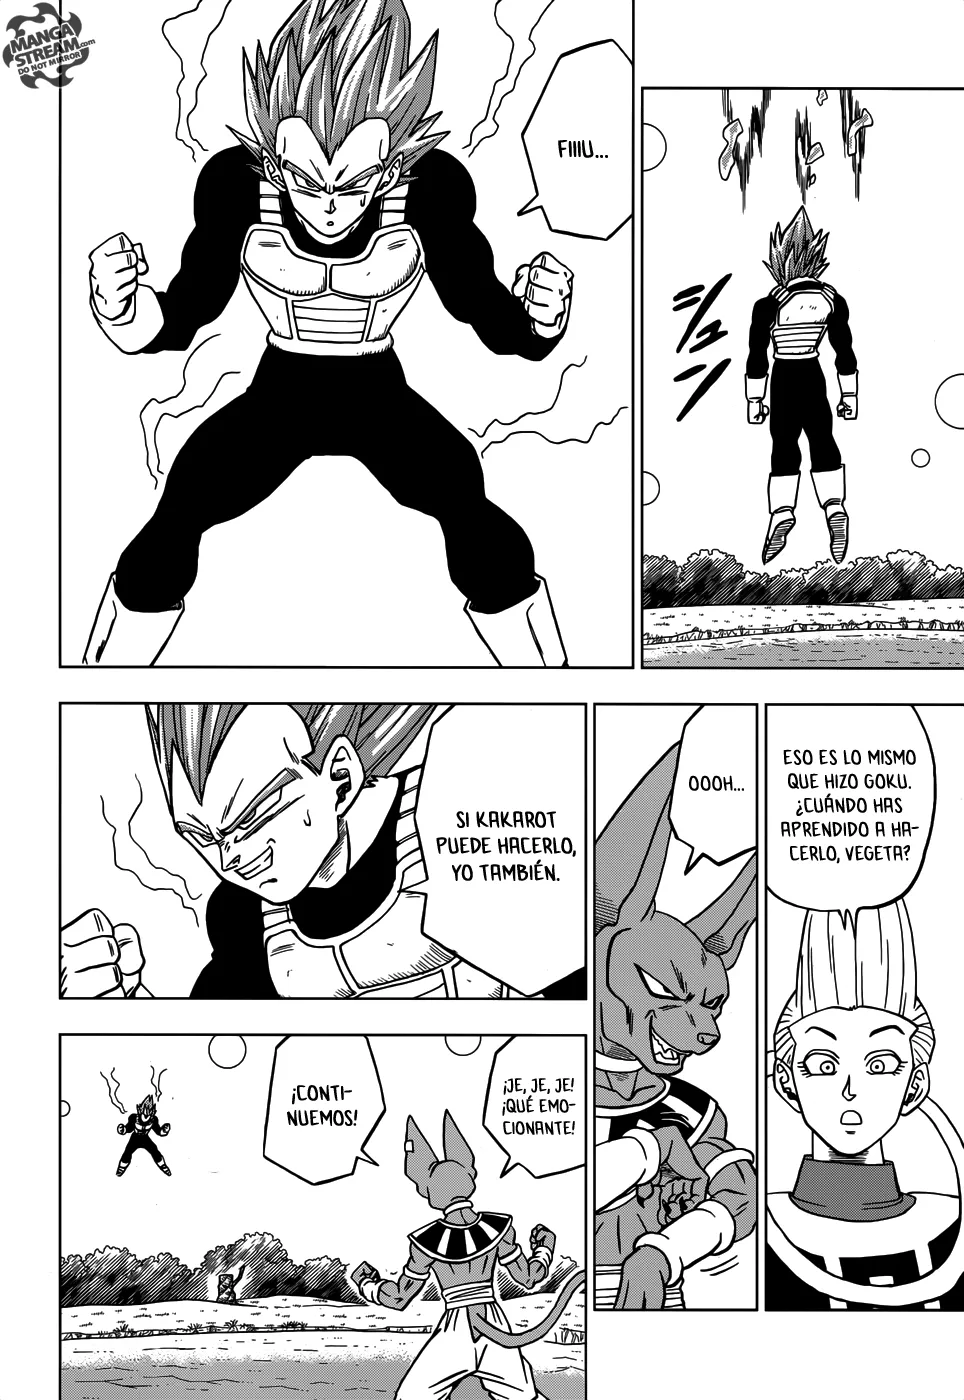 MANGA
STREAM.com
DO NOT MIRROR
シュ
ン
FIIIU...
ESO ES LO MISMO
QUE HIZO GOKU.
¿CUÁNDO HAS
APRENDIDO A HA-
CERLO, VEGETA?
OOOH...
SI KAKAROT
PUEDE HACERLO,
YO TAMBIÉN.
¡JE, JE, JE!
¡QUÉ EMO-
CIONANTE!
¡CONTI-
NUEMOS!